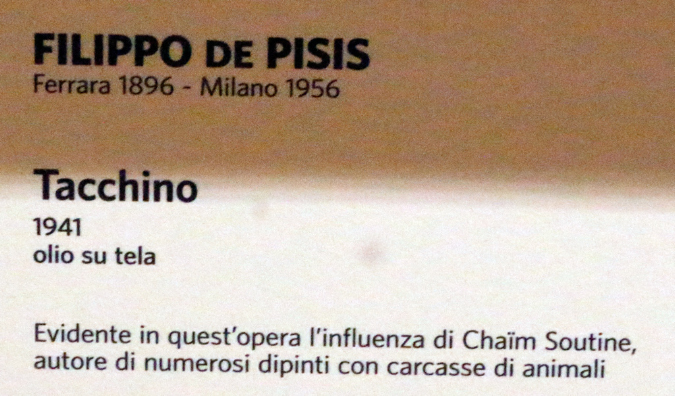 FILIPPO DE PISIS
Ferrara 1896 - Milano 1956
Tacchino
1941
olio su tela
Evidente in quest'opera l'influenza di Chaïm Soutine,
autore di numerosi dipinti con carcasse di animali